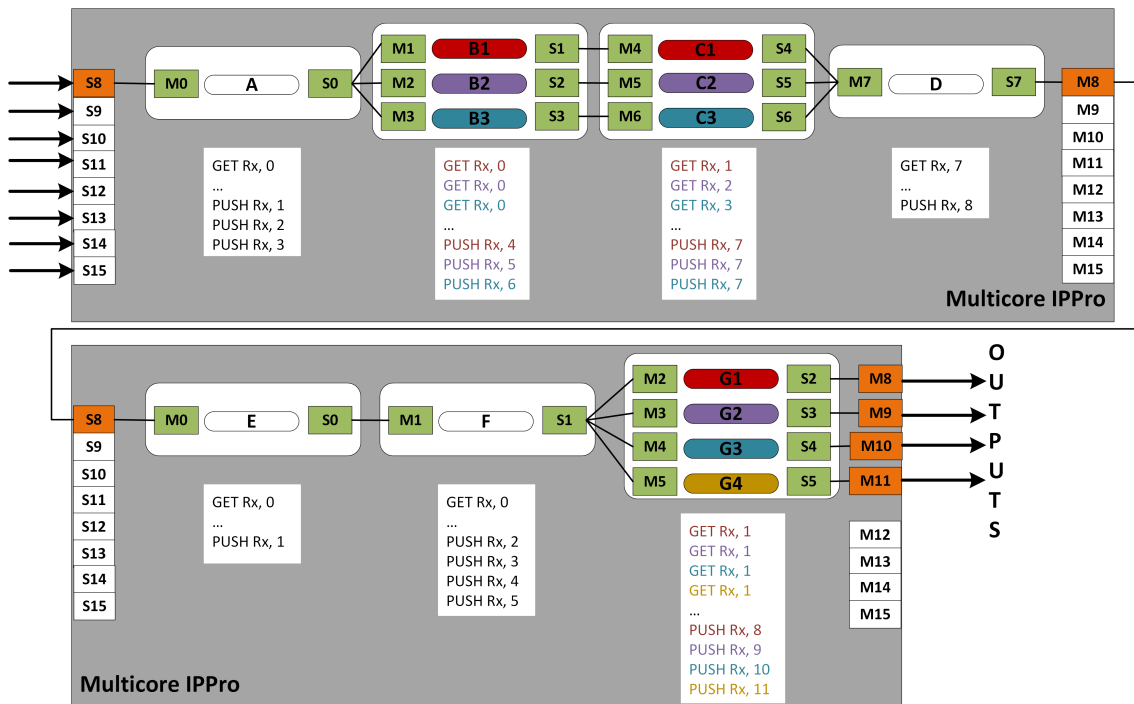 S8
S9
S10
S11
S12
S13
S14
S15
M0 A S0
GET Rx, 0
...
PUSH Rx, 1
PUSH Rx, 2
PUSH Rx, 3
M1 B1 S1
M2 B2 S2
M3 B3 S3
GET Rx, 0
GET Rx, 0
GET Rx, 0
...
PUSH Rx, 4
PUSH Rx, 5
PUSH Rx, 6
M4 C1 S4
M5 C2 S5
M6 C3 S6
GET Rx, 1
GET Rx, 2
GET Rx, 3
...
PUSH Rx, 7
PUSH Rx, 7
PUSH Rx, 7
M7 D S7
GET Rx, 7
...
PUSH Rx, 8
M8
M9
M10
M11
M12
M13
M14
M15
Multicore IPPro
S8
S9
S10
S11
S12
S13
S14
S15
M0 E S0
GET Rx, 0
...
PUSH Rx, 1
M1 F S1
GET Rx, 0
...
PUSH Rx, 2
PUSH Rx, 3
PUSH Rx, 4
PUSH Rx, 5
M2 G1 S2
M3 G2 S3
M4 G3 S4
M5 G4 S5
GET Rx, 1
GET Rx, 1
GET Rx, 1
GET Rx, 1
...
PUSH Rx, 8
PUSH Rx, 9
PUSH Rx, 10
PUSH Rx, 11
M8
M9
M10
M11
M12
M13
M14
M15
OUTPUTS
Multicore IPPro